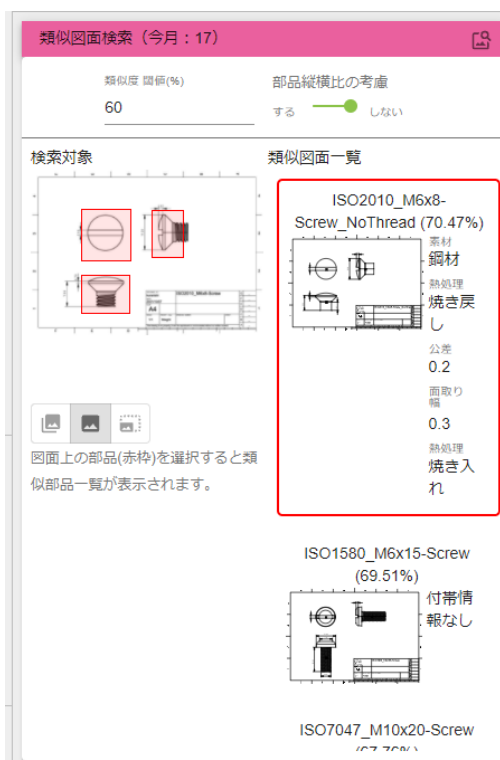 類似図面検索（今月：17）
類似度 閾値(%)
60
部品縦横比の考慮
する
しない
検索対象
類似図面一覧
A4
図面上の部品(赤枠)を選択すると類
似部品一覧が表示されます。
ISO2010_M6x8-
Screw_NoThread (70.47%)
素材
鋼材
熱処理
焼き戻
し
公差
0.2
面取り
幅
0.3
熱処理
焼き入
れ
ISO1580_M6x15-Screw
(69.51%)
付帯情
報なし
ISO7047_M10x20-Screw
(67.76%)